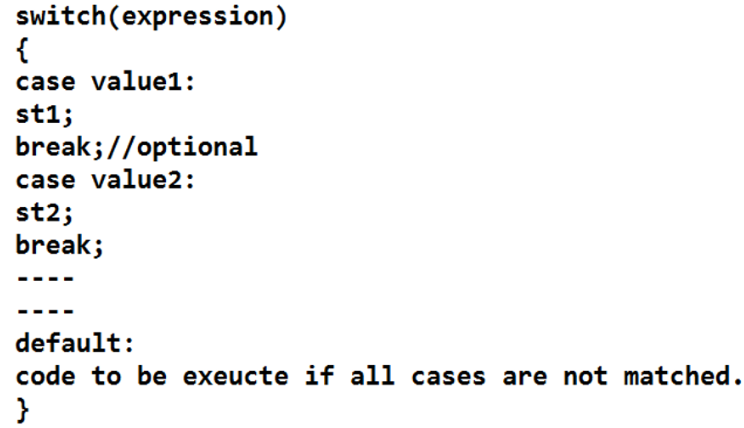 switch(expression)
{
case value1:
st1;
break;//optional
case value2:
st2;
break;
----
----
default:
code to be exeucte if all cases are not matched.
}